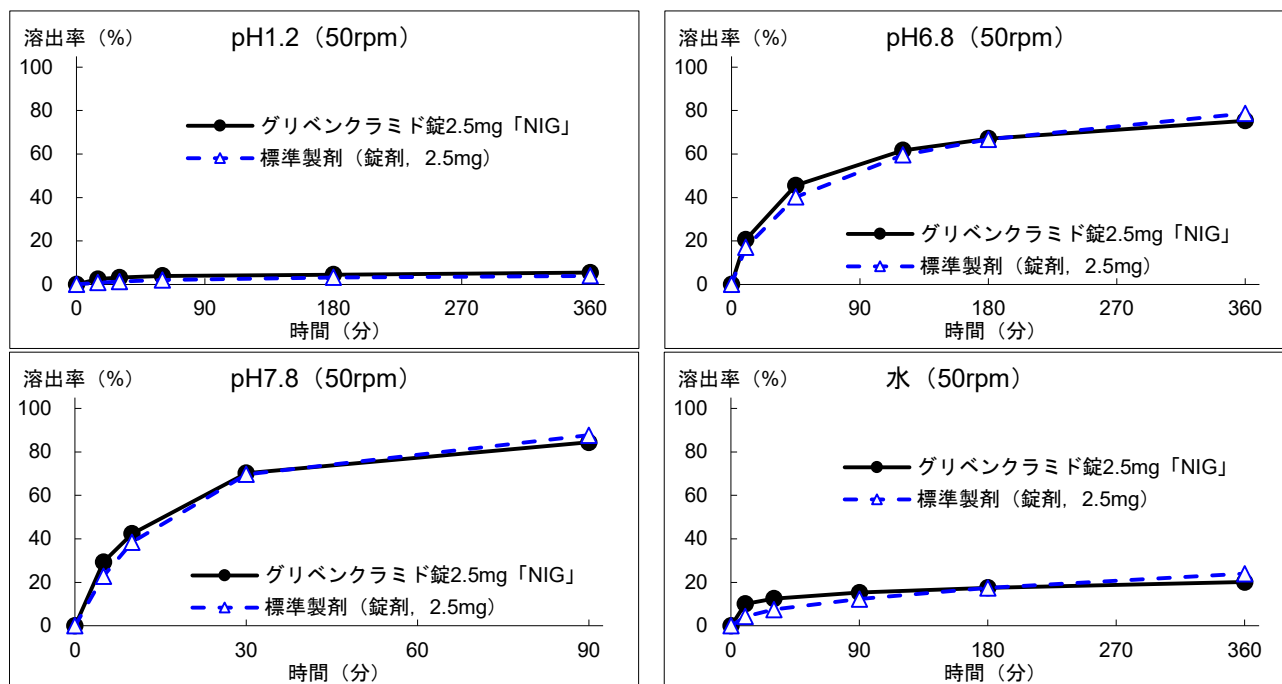 溶出率（%）
pH1.2（50rpm）
100
80
60
40
20
0
グリベンクラミド錠2.5mg「NIG」
標準製剤（錠剤，2.5mg）
0 90 180 270 360
時間（分）
溶出率（%）
pH6.8（50rpm）
100
80
60
40
20
0
グリベンクラミド錠2.5mg「NIG」
標準製剤（錠剤，2.5mg）
0 90 180 270 360
時間（分）
溶出率（%）
pH7.8（50rpm）
100
80
60
40
20
0
グリベンクラミド錠2.5mg「NIG」
標準製剤（錠剤，2.5mg）
0 30 60 90
時間（分）
溶出率（%）
水（50rpm）
100
80
60
40
20
0
グリベンクラミド錠2.5mg「NIG」
標準製剤（錠剤，2.5mg）
0 90 180 270 360
時間（分）